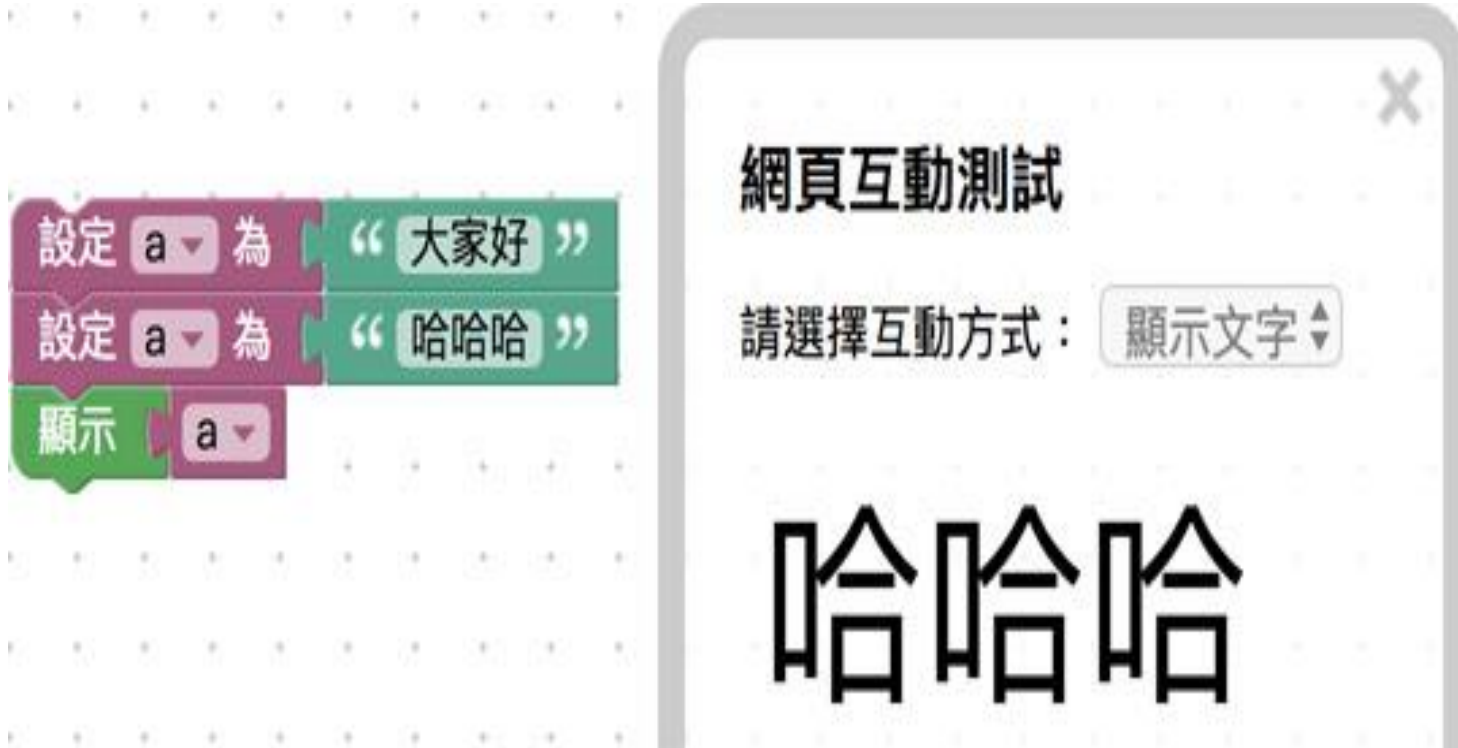 設定 a 為 “ 大家好 ”
設定 a 為 “ 哈哈哈 ”
顯示 a
×
網頁互動測試
請選擇互動方式： 顯示文字
哈哈哈